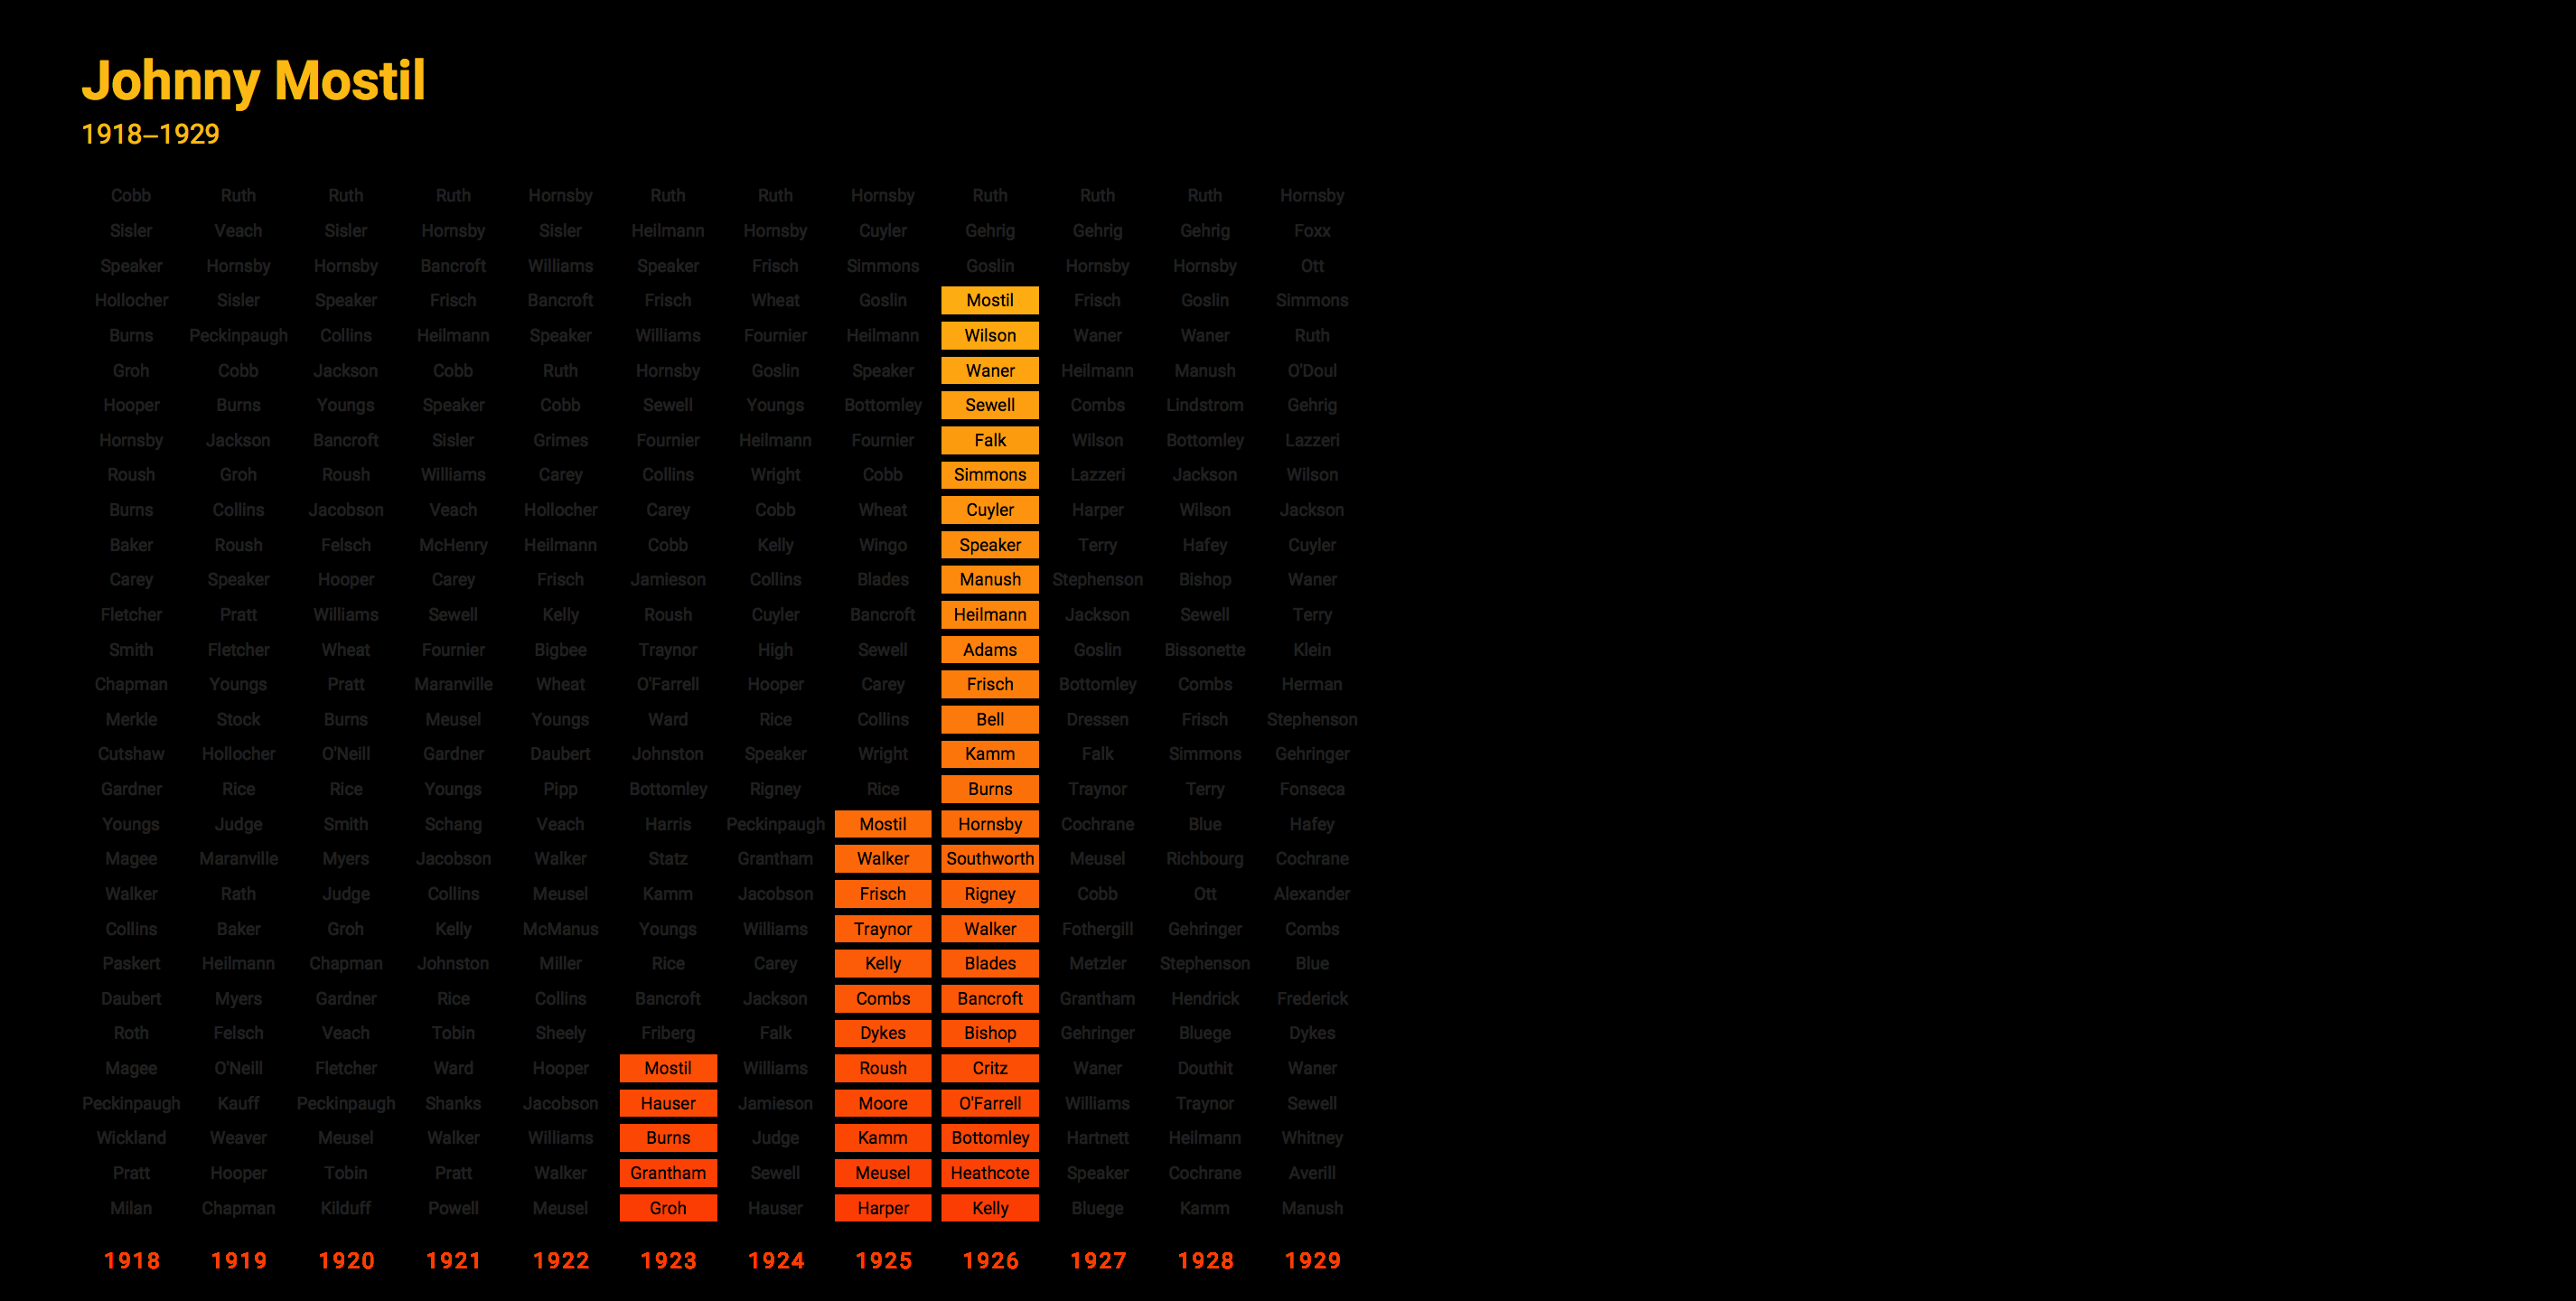 Johnny Mostil
1918–1929
Cobb Ruth Ruth Ruth Hornsby Ruth Ruth Hornsby Ruth Ruth Ruth Hornsby
Sisler Veach Sisler Hornsby Sisler Heilmann Hornsby Cuyler Gehrig Gehrig Gehrig Foxx
Speaker Hornsby Hornsby Bancroft Williams Speaker Frisch Simmons Goslin Hornsby Hornsby Ott
Hollocher Sisler Speaker Frisch Bancroft Frisch Wheat Goslin Mostil Frisch Goslin Simmons
Burns Peckinpaugh Collins Heilmann Speaker Williams Fournier Heilmann Wilson Waner Waner Ruth
Groh Cobb Jackson Cobb Ruth Hornsby Goslin Speaker Waner Heilmann Manush O'Doul
Hooper Burns Youngs Speaker Cobb Sewell Youngs Bottomley Sewell Combs Lindstrom Gehrig
Hornsby Jackson Bancroft Sisler Grimes Fournier Heilmann Fournier Falk Wilson Bottomley Lazzeri
Roush Groh Roush Williams Carey Collins Wright Cobb Simmons Lazzeri Jackson Wilson
Burns Collins Jacobson Veach Hollocher Carey Cobb Wheat Cuyler Harper Wilson Jackson
Baker Roush Felsch McHenry Heilmann Cobb Kelly Wingo Speaker Terry Hafey Cuyler
Carey Speaker Hooper Carey Frisch Jamieson Collins Blades Manush Stephenson Bishop Waner
Fletcher Pratt Williams Sewell Kelly Roush Cuyler Bancroft Heilmann Jackson Sewell Terry
Smith Fletcher Wheat Fournier Bigbee Traynor High Sewell Adams Goslin Bissonette Klein
Chapman Youngs Pratt Maranville Wheat O'Farrell Hooper Carey Frisch Bottomley Combs Herman
Merkle Stock Burns Meusel Youngs Ward Rice Collins Bell Dressen Frisch Stephenson
Cutshaw Hollocher O'Neill Gardner Daubert Johnston Speaker Wright Kamm Falk Simmons Gehringer
Gardner Rice Rice Youngs Pipp Bottomley Rigney Rice Burns Traynor Terry Fonseca
Youngs Judge Smith Schang Veach Harris Peckinpaugh Mostil Hornsby Cochrane Blue Hafey
Magee Maranville Myers Jacobson Walker Statz Grantham Walker Southworth Meusel Richbourg Cochrane
Walker Rath Judge Collins Meusel Kamm Jacobson Frisch Rigney Cobb Ott Alexander
Collins Baker Groh Kelly McManus Youngs Williams Traynor Walker Fothergill Gehringer Combs
Paskert Heilmann Chapman Johnston Miller Rice Carey Kelly Blades Metzler Stephenson Blue
Daubert Myers Gardner Rice Collins Bancroft Jackson Combs Bancroft Grantham Hendrick Frederick
Roth Felsch Veach Tobin Sheely Friberg Falk Dykes Bishop Gehringer Bluege Dykes
Magee O'Neill Fletcher Ward Hooper Mostil Williams Roush Critz Waner Douthit Waner
Peckinpaugh Kauff Peckinpaugh Shanks Jacobson Hauser Jamieson Moore O'Farrell Williams Traynor Sewell
Wickland Weaver Meusel Walker Williams Burns Judge Kamm Bottomley Hartnett Heilmann Whitney
Pratt Hooper Tobin Pratt Walker Grantham Sewell Meusel Heathcote Speaker Cochrane Averill
Milan Chapman Kilduff Powell Meusel Groh Hauser Harper Kelly Bluege Kamm Manush
1918 1919 1920 1921 1922 1923 1924 1925 1926 1927 1928 1929